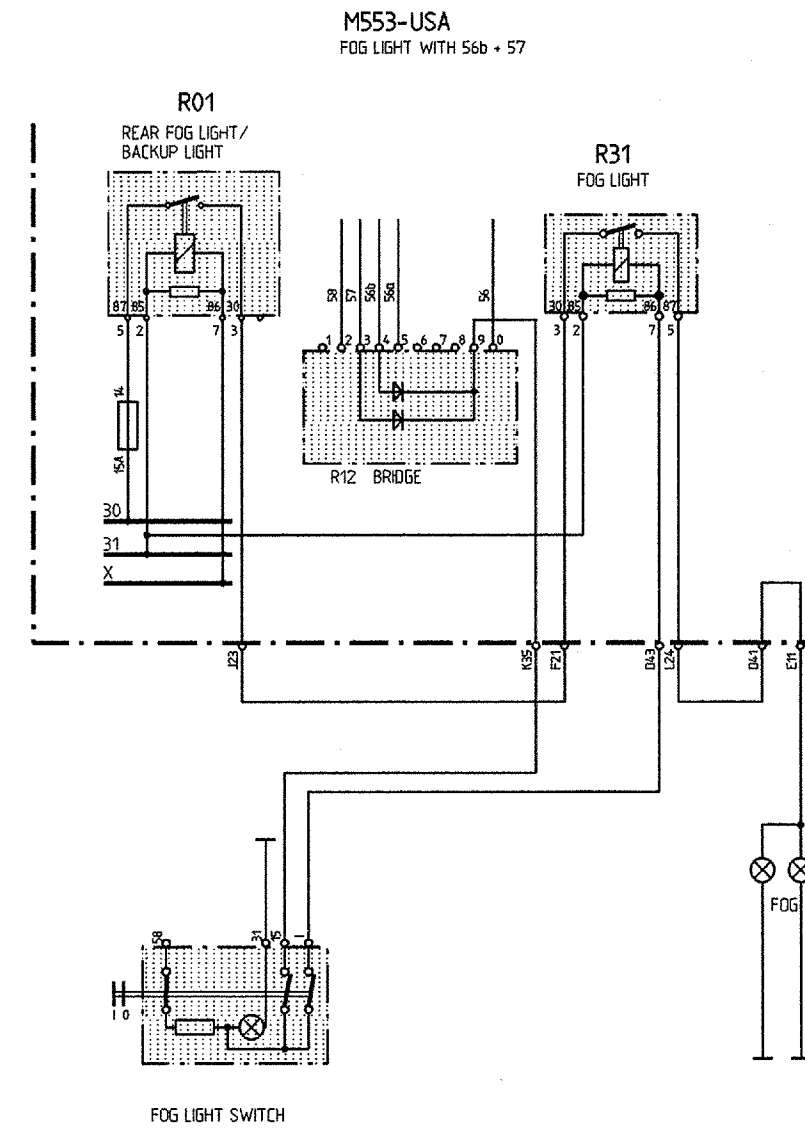 M553-USA
FOG LIGHT WITH 56b + 57
R01
REAR FOG LIGHT/
BACKUP LIGHT
R31
FOG LIGHT
87 85 86 30
5 2 7 3
58 57 56b 56a 56
30 85 86 87
3 2 7 5
1 2 3 4 5 6 7 8 9 0
14
15A
R12 BRIDGE
30
31
X
J23 K35 F21 D43 L24 D41 E11
FOG
58 31 15 I
I 0
FOG LIGHT SWITCH